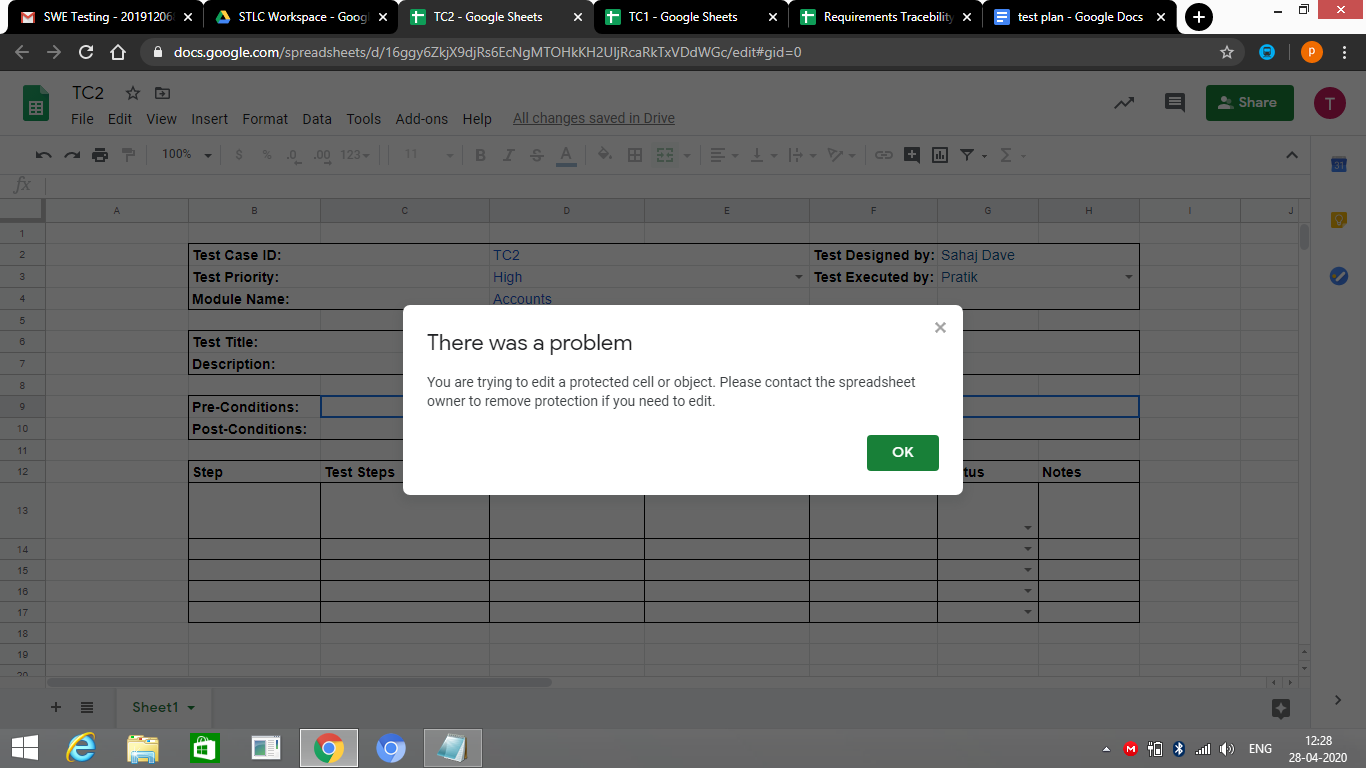 SWE Testing - 20191206
STLC Workspace - Googl
TC2 - Google Sheets
TC1 - Google Sheets
Requirements Tracebility
test plan - Google Docs
docs.google.com/spreadsheets/d/16ggy6ZkjX9djRs6EcNgMTOHkKH2UIjRcaRkTxVDdWGc/edit#gid=0
P
TC2
File Edit View Insert Format Data Tools Add-ons Help All changes saved in Drive
Share
T
100% $ % .0 .00 123 11 B I S A Σ
31
fx
A B C D E F G H I J
1
2 Test Case ID: TC2 Test Designed by: Sahaj Dave
3 Test Priority: High Test Executed by: Pratik
4 Module Name: Accounts
5
6 Test Title:
7 Description:
8
9 Pre-Conditions:
10 Post-Conditions:
11
12 Step Test Steps tus Notes
13
14
15
16
17
18
19
20
There was a problem
You are trying to edit a protected cell or object. Please contact the spreadsheet
owner to remove protection if you need to edit.
OK
Sheet1
ENG
12:28
28-04-2020